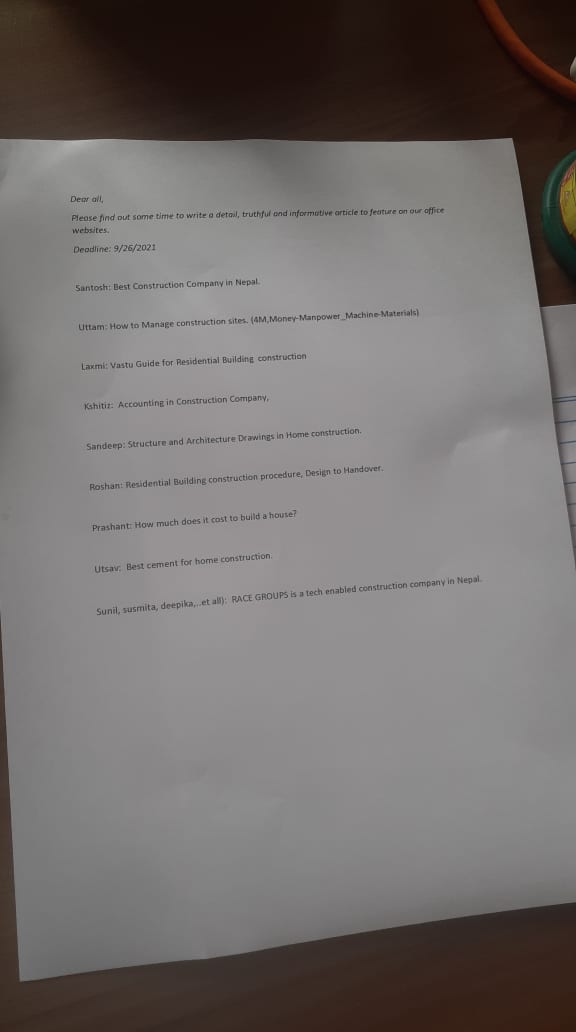 Dear all,
Please find out some time to write a detail, truthful and informative article to feature on our office
websites.
Deadline: 9/26/2021
Santosh: Best Construction Company in Nepal.
Uttam: How to Manage construction sites. (4M,Money-Manpower_Machine-Materials)
Laxmi: Vastu Guide for Residential Building construction
Kshitiz: Accounting in Construction Company,
Sandeep: Structure and Architecture Drawings in Home construction.
Roshan: Residential Building construction procedure, Design to Handover.
Prashant: How much does it cost to build a house?
Utsav: Best cement for home construction.
Sunil, susmita, deepika,..et all): RACE GROUPS is a tech enabled construction company in Nepal.